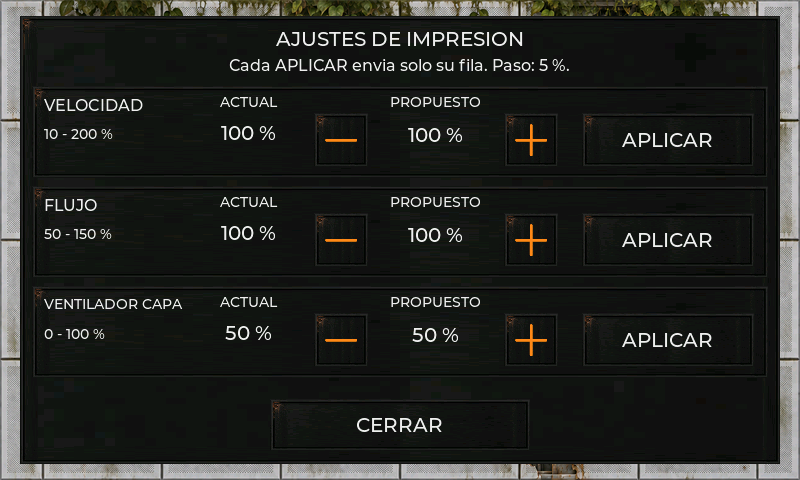 AJUSTES DE IMPRESION
Cada APLICAR envia solo su fila. Paso: 5 %.
VELOCIDAD ACTUAL PROPUESTO
10 - 200 % 100 % — 100 % + APLICAR
FLUJO ACTUAL PROPUESTO
50 - 150 % 100 % — 100 % + APLICAR
VENTILADOR CAPA ACTUAL PROPUESTO
0 - 100 % 50 % — 50 % + APLICAR
CERRAR